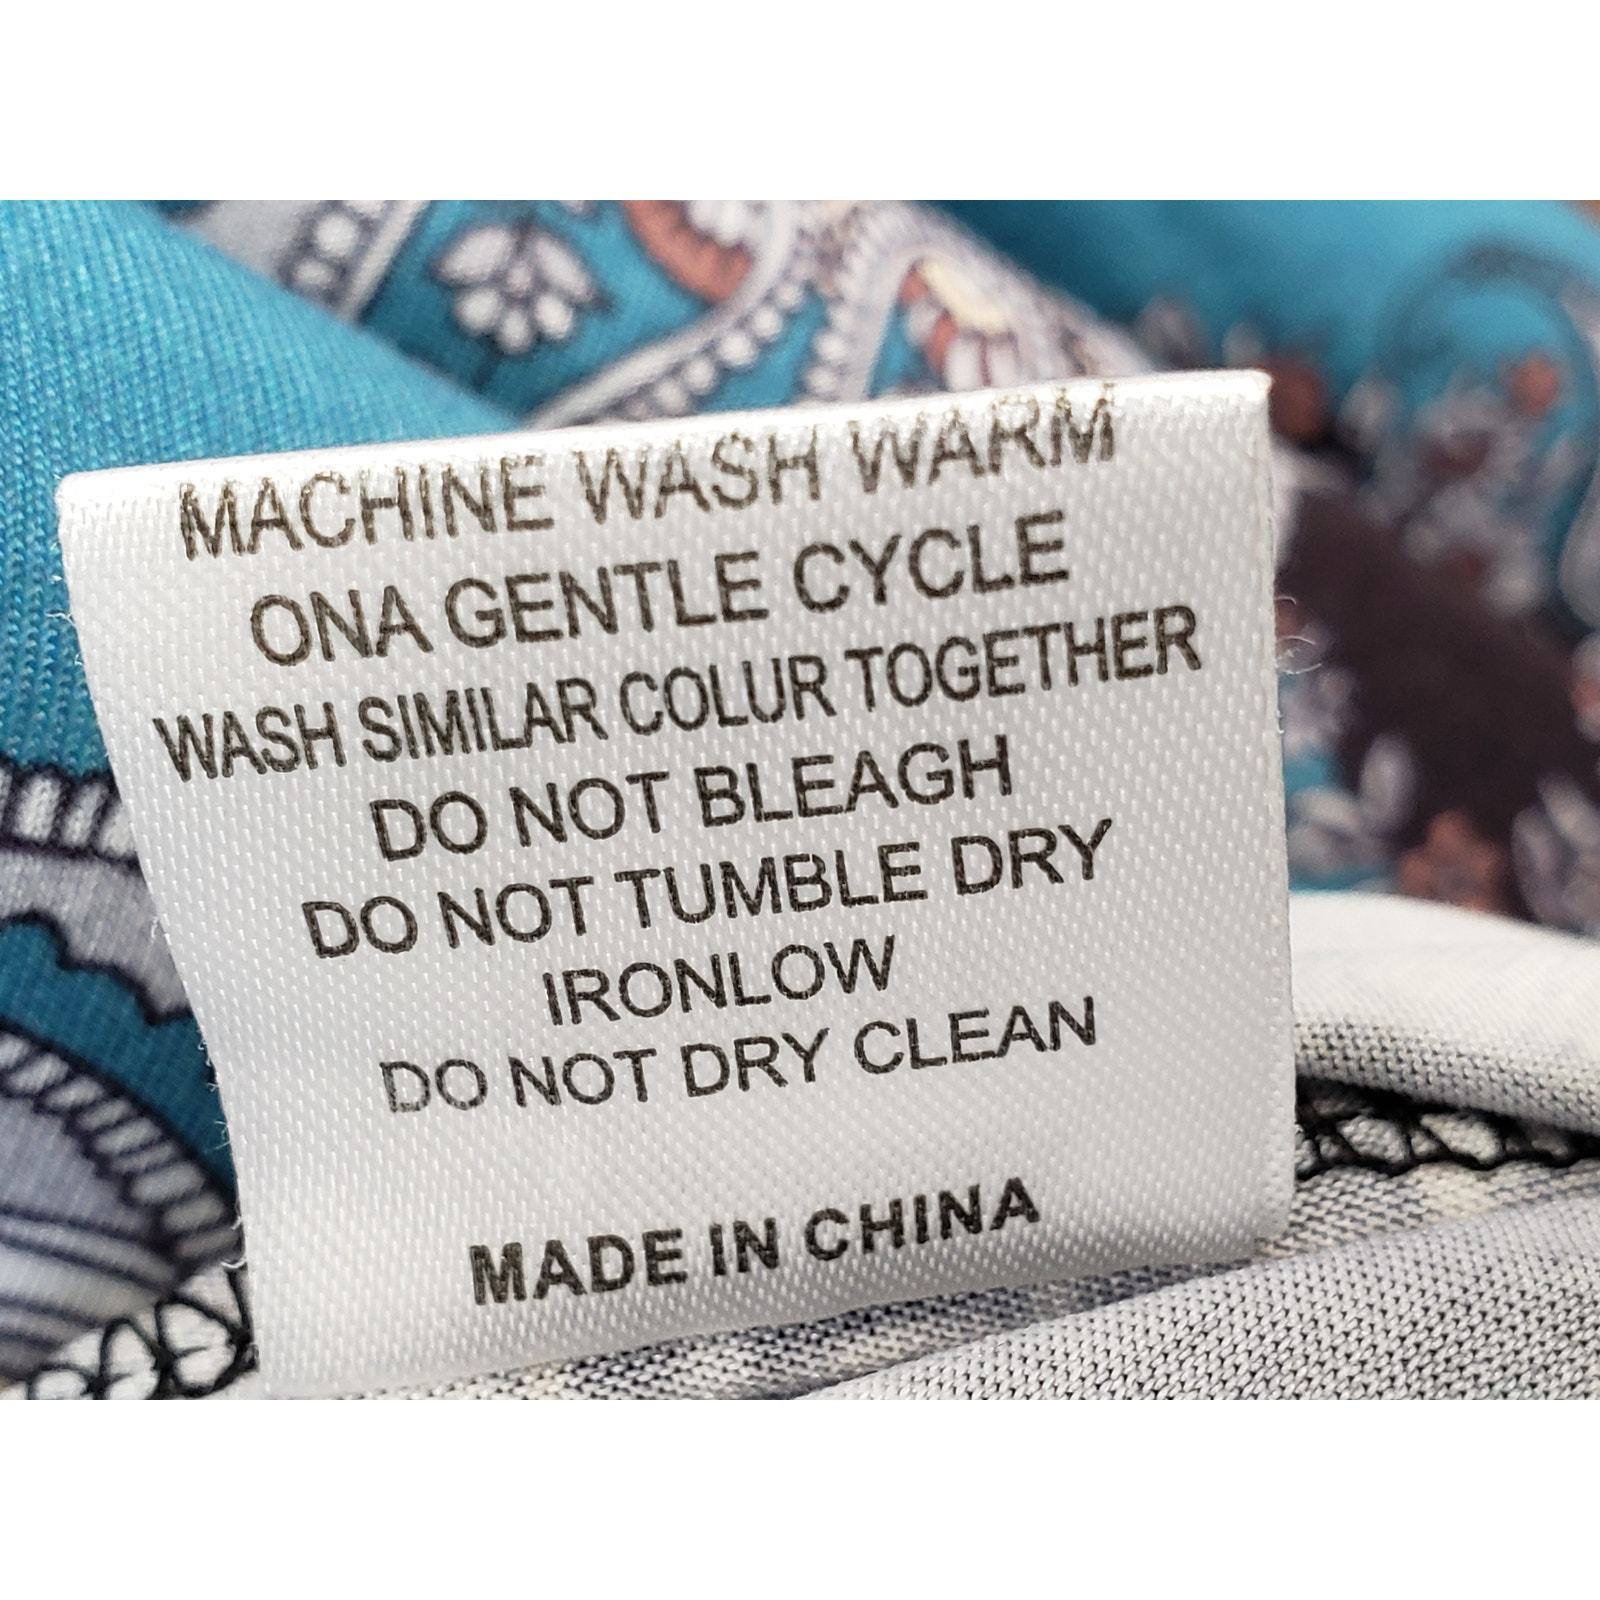 MACHINE WASH WARM
ONA GENTLE CYCLE
WASH SIMILAR COLUR TOGETHER
DO NOT BLEAGH
DO NOT TUMBLE DRY
IRONLOW
DO NOT DRY CLEAN
MADE IN CHINA